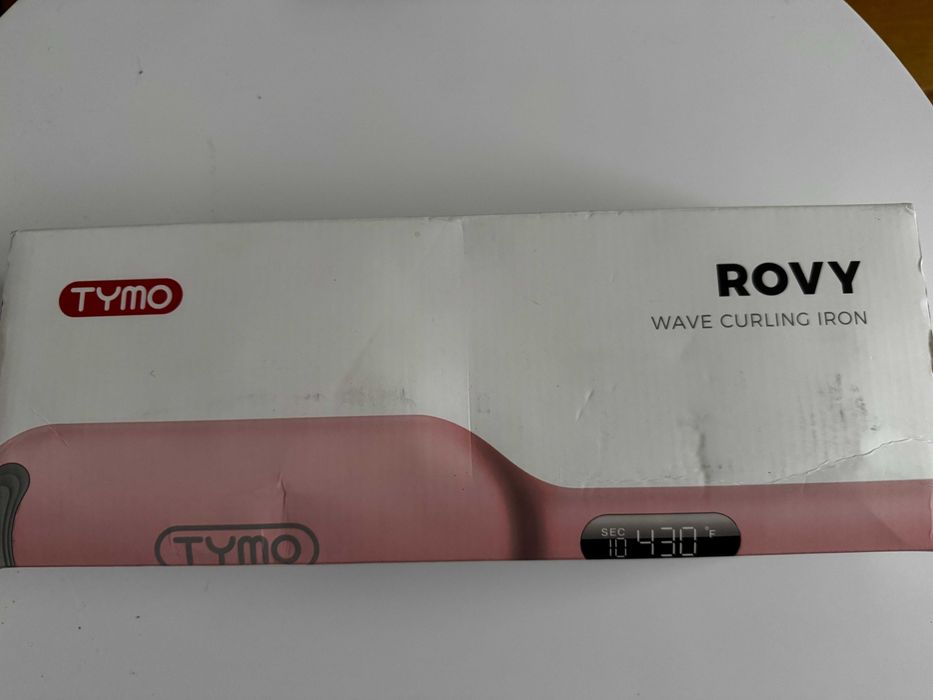 TYMO
ROVY
WAVE CURLING IRON
TYMO
SEC
10 430 °F